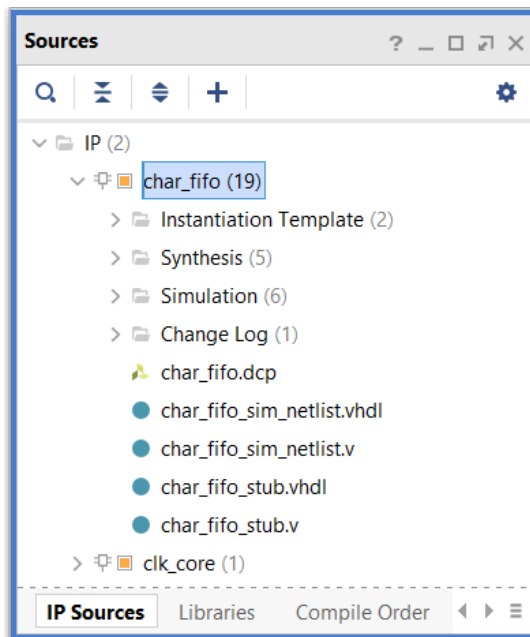 Sources
IP (2)
char_fifo (19)
Instantiation Template (2)
Synthesis (5)
Simulation (6)
Change Log (1)
char_fifo.dcp
char_fifo_sim_netlist.vhdl
char_fifo_sim_netlist.v
char_fifo_stub.vhdl
char_fifo_stub.v
clk_core (1)
IP Sources Libraries Compile Order